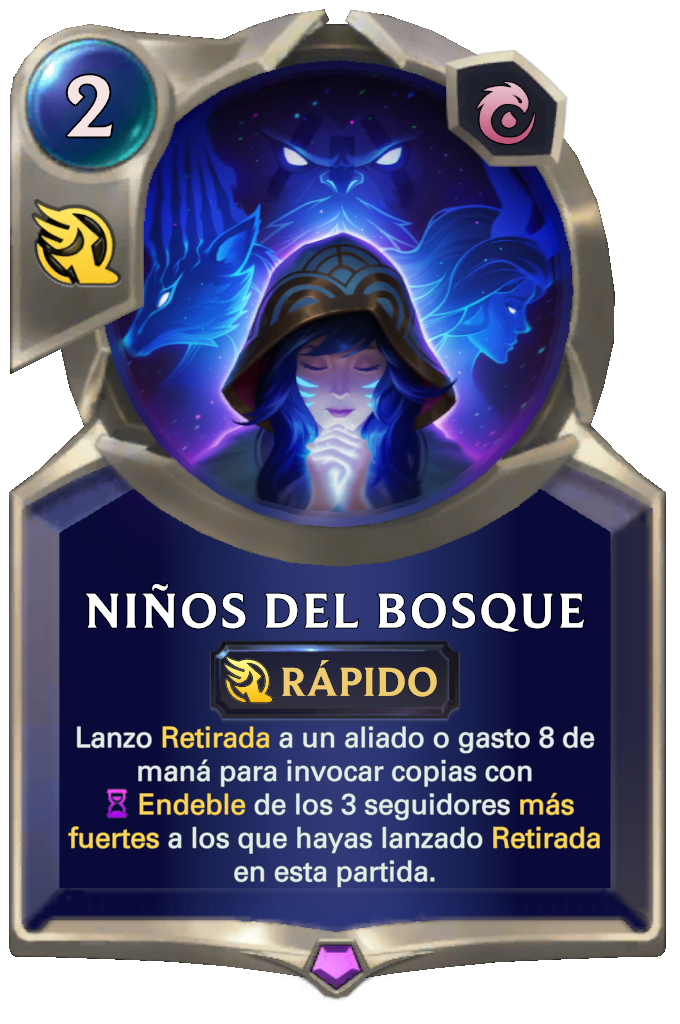 2
NIÑOS DEL BOSQUE
RÁPIDO
Lanzo Retirada a un aliado o gasto 8 de
maná para invocar copias con
Endeble de los 3 seguidores más
fuertes a los que hayas lanzado Retirada
en esta partida.